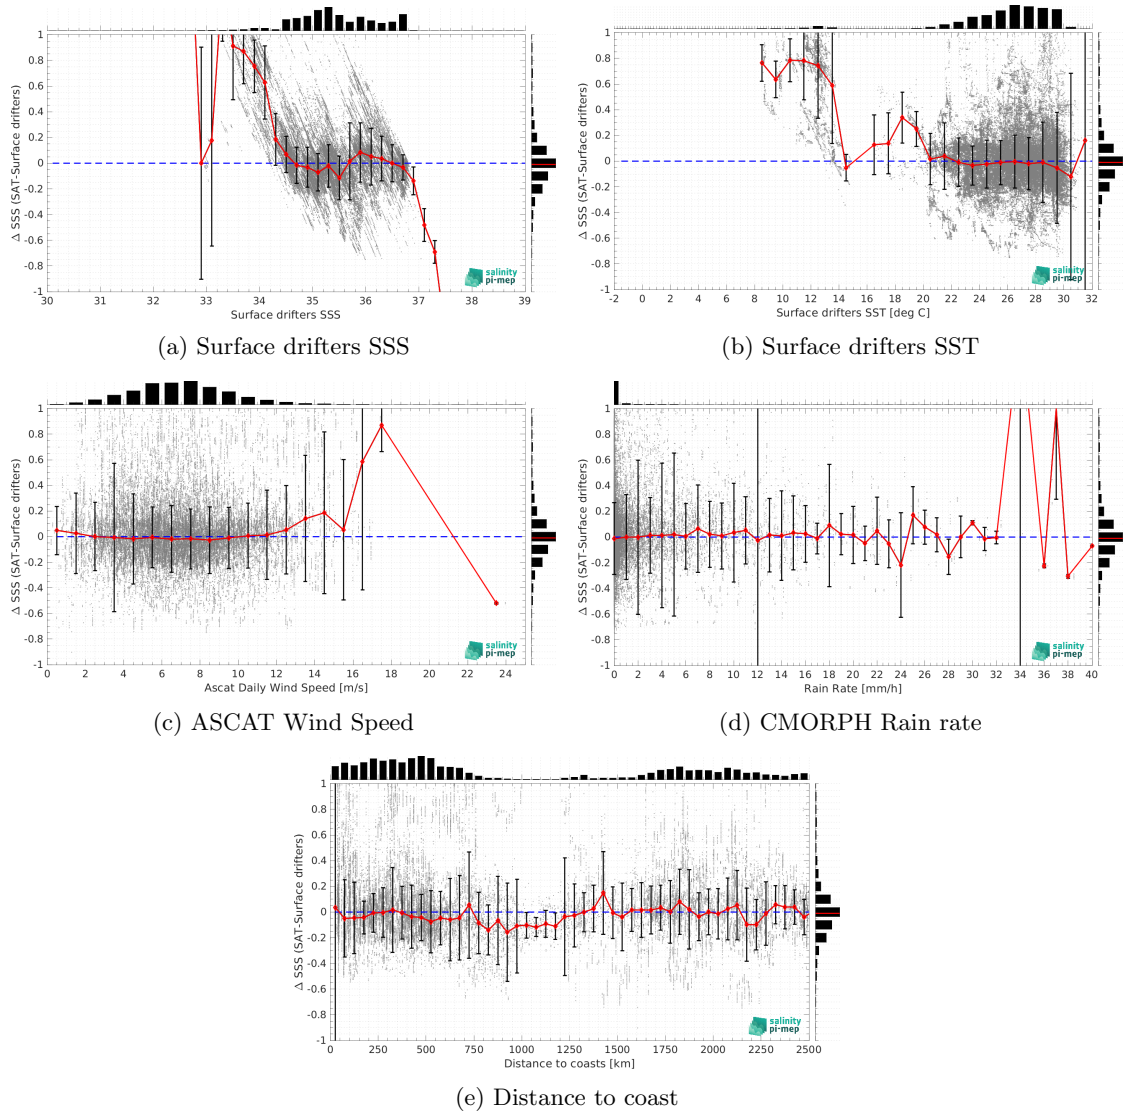 1
0.8
0.6
0.4
0.2
0
-0.2
-0.4
-0.6
-0.8
-1
Δ SSS (SAT-Surface drifters)
30 31 32 33 34 35 36 37 38 39
Surface drifters SSS
salinity
pi-mep
(a) Surface drifters SSS
1
0.8
0.6
0.4
0.2
0
-0.2
-0.4
-0.6
-0.8
-1
Δ SSS (SAT-Surface drifters)
-2 0 2 4 6 8 10 12 14 16 18 20 22 24 26 28 30 32
Surface drifters SST [deg C]
salinity
pi-mep
(b) Surface drifters SST
1
0.8
0.6
0.4
0.2
0
-0.2
-0.4
-0.6
-0.8
-1
Δ SSS (SAT-Surface drifters)
0 2 4 6 8 10 12 14 16 18 20 22 24
Ascat Daily Wind Speed [m/s]
salinity
pi-mep
(c) ASCAT Wind Speed
1
0.8
0.6
0.4
0.2
0
-0.2
-0.4
-0.6
-0.8
-1
Δ SSS (SAT-Surface drifters)
0 2 4 6 8 10 12 14 16 18 20 22 24 26 28 30 32 34 36 38 40
Rain Rate [mm/h]
salinity
pi-mep
(d) CMORPH Rain rate
1
0.8
0.6
0.4
0.2
0
-0.2
-0.4
-0.6
-0.8
-1
Δ SSS (SAT-Surface drifters)
0 250 500 750 1000 1250 1500 1750 2000 2250 2500
Distance to coasts [km]
salinity
pi-mep
(e) Distance to coast